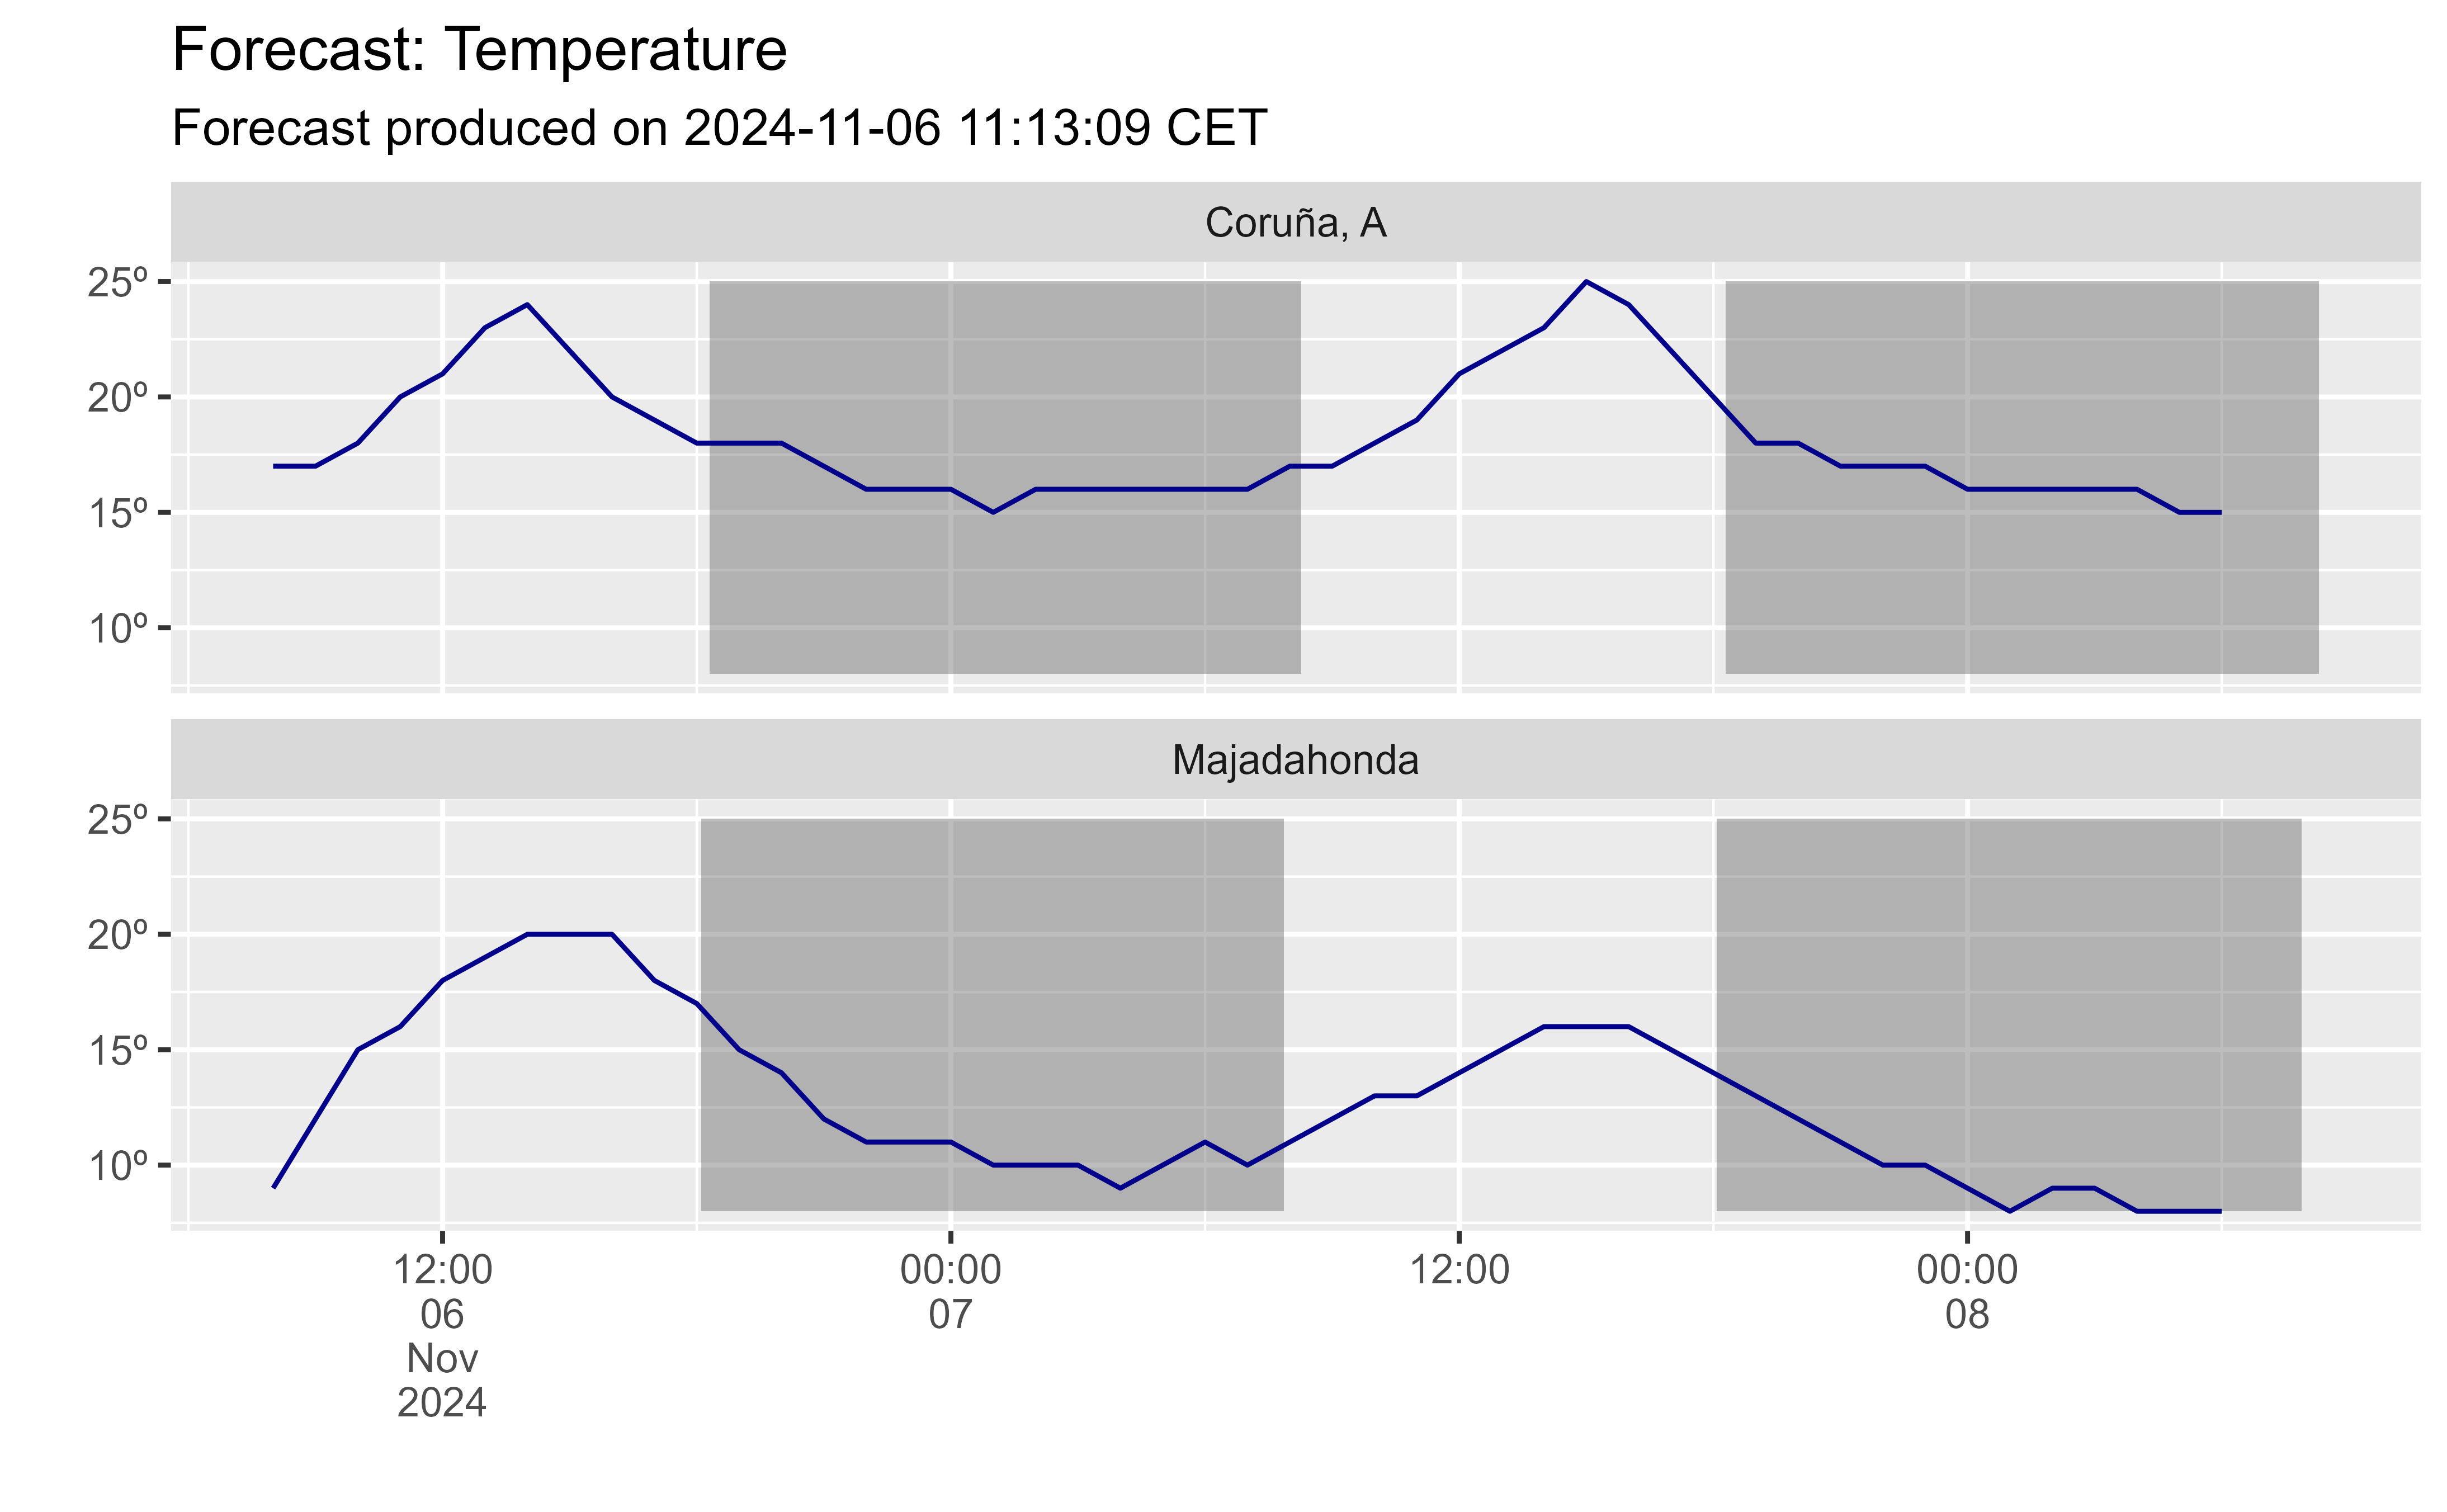 Forecast: Temperature
Forecast produced on 2024-11-06 11:13:09 CET
Coruña, A
25º
20º
15º
10º
Majadahonda
25º
20º
15º
10º
12:00 00:00 12:00 00:00
06 07 08
Nov
2024